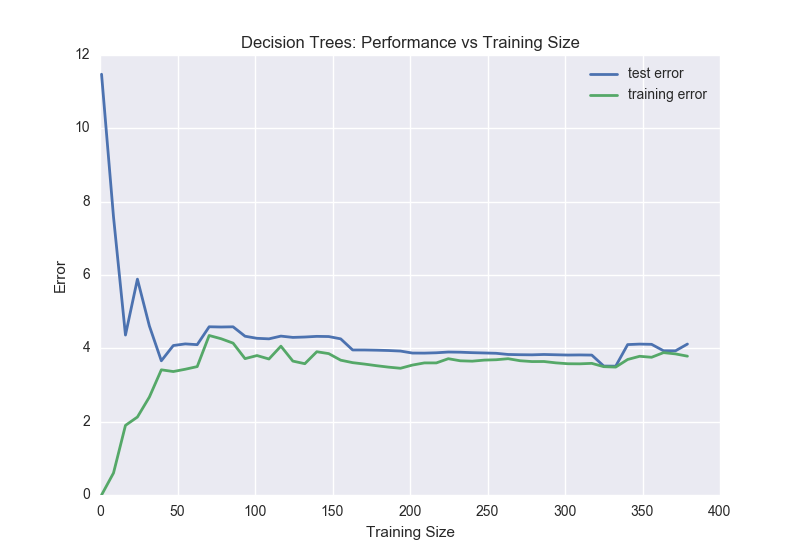 Decision Trees: Performance vs Training Size
12
10
8
6
4
2
0
Error
test error
training error
0 50 100 150 200 250 300 350 400
Training Size